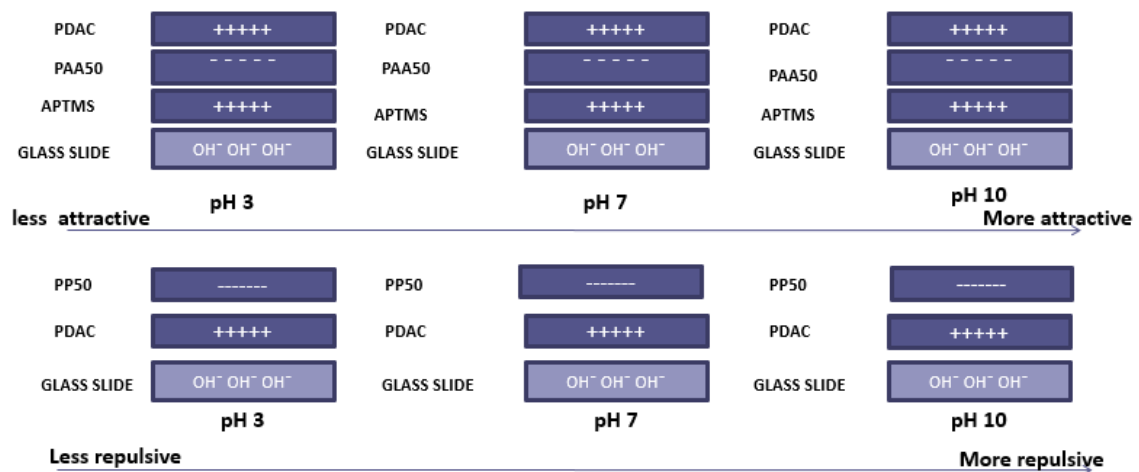 PDAC +++++ PDAC +++++ PDAC +++++
PAA50 - - - - - PAA50 - - - - - PAA50 - - - - -
APTMS +++++ APTMS +++++ APTMS +++++
GLASS SLIDE OH⁻ OH⁻ OH⁻ GLASS SLIDE OH⁻ OH⁻ OH⁻ GLASS SLIDE OH⁻ OH⁻ OH⁻
pH 3 pH 7 pH 10
less attractive More attractive
PP50 ------- PP50 ------- PP50 -------
PDAC +++++ PDAC +++++ PDAC +++++
GLASS SLIDE OH⁻ OH⁻ OH⁻ GLASS SLIDE OH⁻ OH⁻ OH⁻ GLASS SLIDE OH⁻ OH⁻ OH⁻
pH 3 pH 7 pH 10
Less repulsive More repulsive